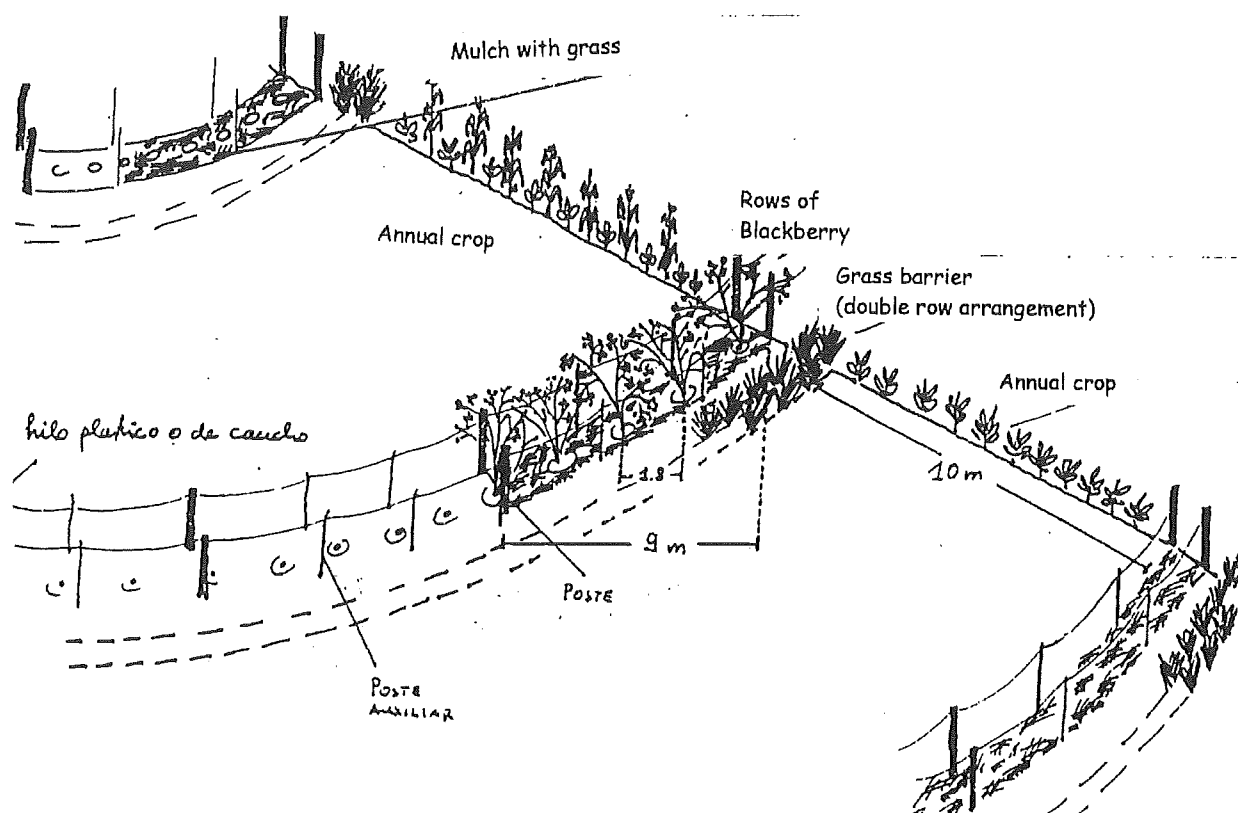 Mulch with grass
Rows of
Blackberry
Annual crop
Grass barrier
(double row arrangement)
Annual crop
hilo plastico o de caucho
10 m
1.8
9 m
POSTE
POSTE
AUXILIAR